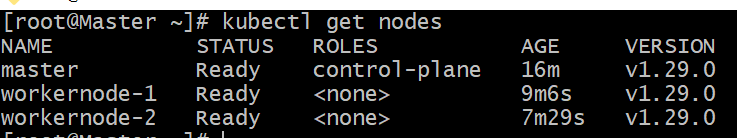 [root@Master ~]# kubectl get nodes
NAME STATUS ROLES AGE VERSION
master Ready control-plane 16m v1.29.0
workernode-1 Ready <none> 9m6s v1.29.0
workernode-2 Ready <none> 7m29s v1.29.0
[root@Master ~]#